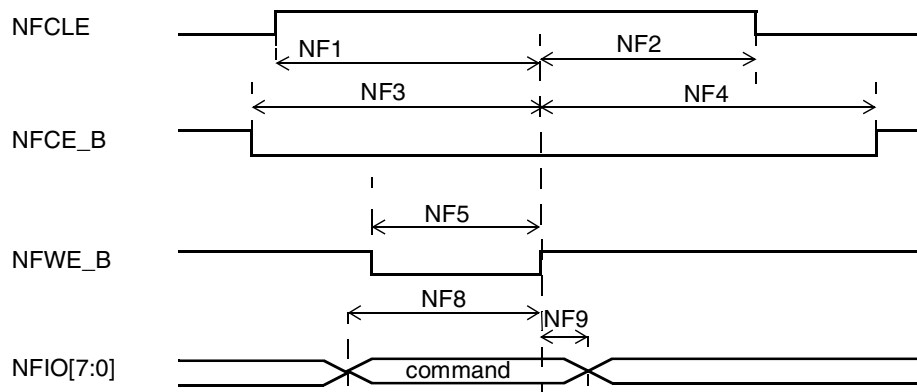 NFCLE
NF1
NF2
NF3
NF4
NFCE_B
NF5
NFWE_B
NF8
NF9
NFIO[7:0]
command